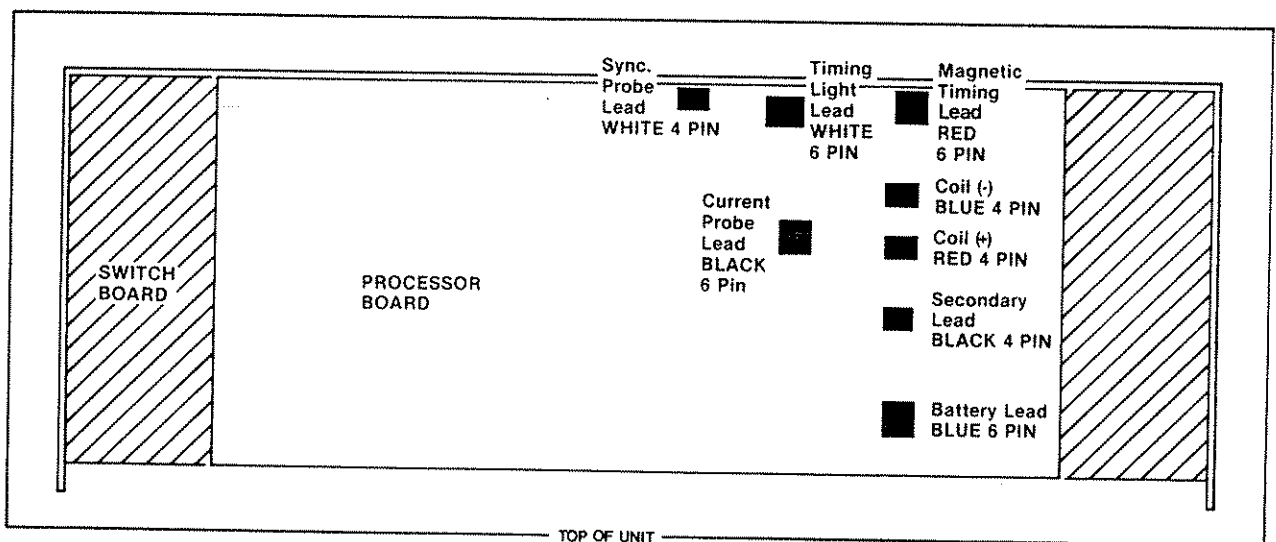 Sync.
Probe
Lead
WHITE 4 PIN
Timing
Light
Lead
WHITE
6 PIN
Magnetic
Timing
Lead
RED
6 PIN
Coil (-)
BLUE 4 PIN
Current
Probe
Lead
BLACK
6 Pin
Coil (+)
RED 4 PIN
SWITCH
BOARD
PROCESSOR
BOARD
Secondary
Lead
BLACK 4 PIN
Battery Lead
BLUE 6 PIN
TOP OF UNIT